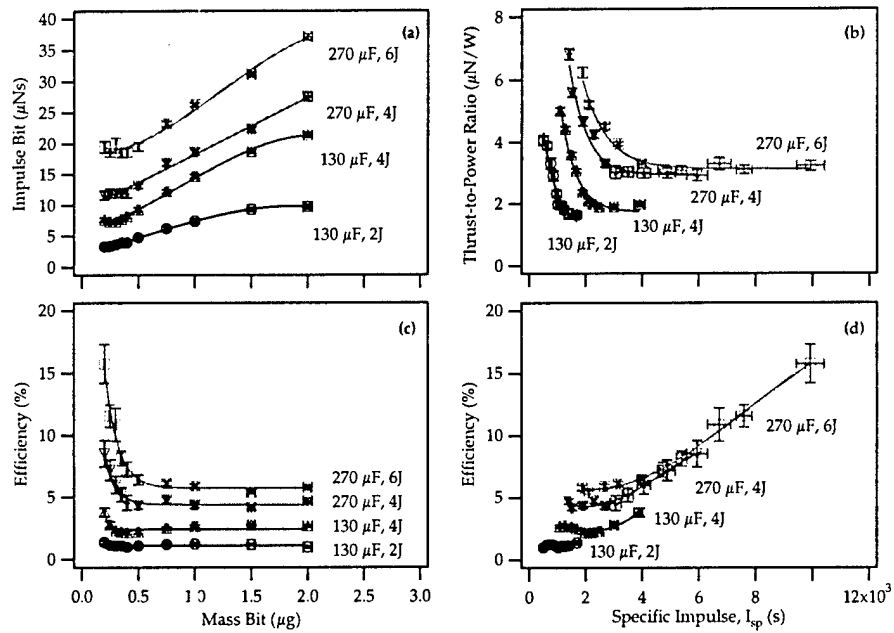 (a)
Impulse Bit (µNs)
40
35
30
25
20
15
10
5
0
270 µF, 6J
270 µF, 4J
130 µF, 4J
130 µF, 2J
(b)
Thrust-to-Power Ratio (µN/W)
8
6
4
2
0
270 µF, 6J
270 µF, 4J
130 µF, 4J
130 µF, 2J
(c)
Efficiency (%)
20
15
10
5
0
270 µF, 6J
270 µF, 4J
130 µF, 4J
130 µF, 2J
0.0 0.5 1.0 1.5 2.0 2.5 3.0
Mass Bit (µg)
(d)
Efficiency (%)
20
15
10
5
0
270 µF, 6J
270 µF, 4J
130 µF, 4J
130 µF, 2J
0 2 4 6 8 10 12×10³
Specific Impulse, Isp (s)